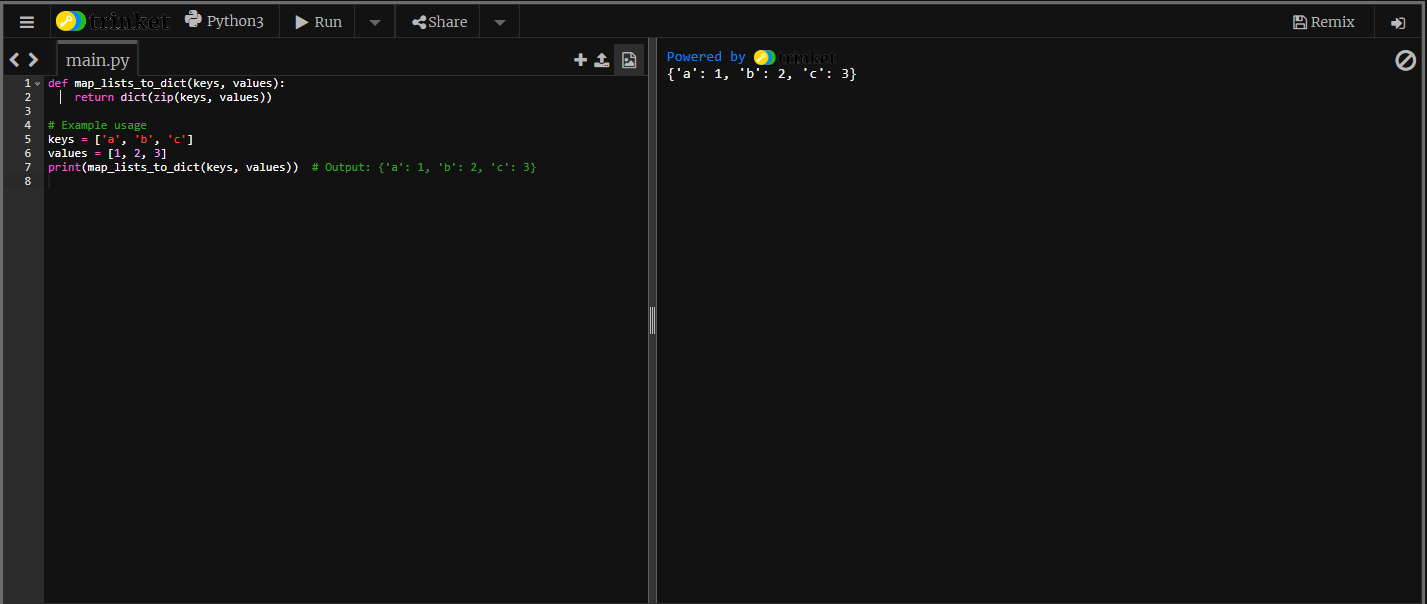 trinket Python3 Run Share Remix
main.py
1 def map_lists_to_dict(keys, values):
2     return dict(zip(keys, values))
3
4 # Example usage
5 keys = ['a', 'b', 'c']
6 values = [1, 2, 3]
7 print(map_lists_to_dict(keys, values))  # Output: {'a': 1, 'b': 2, 'c': 3}
8
Powered by trinket
{'a': 1, 'b': 2, 'c': 3}